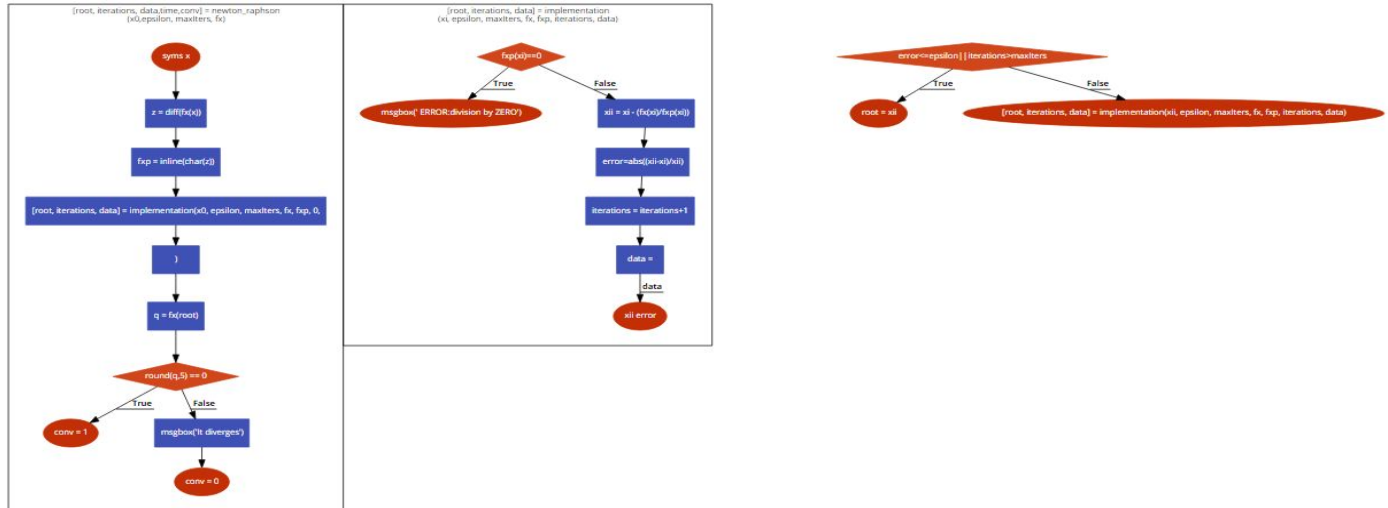 [root, iterations, data,time,conv] = newton_raphson
(x0,epsilon, maxIters, fx)
syms x
z = diff(fx(x))
fxp = inline(char(z))
[root, iterations, data] = implementation(x0, epsilon, maxIters, fx, fxp, 0,
)
q = fx(root)
round(q,5) == 0
True
False
conv = 1
msgbox('It diverges')
conv = 0
[root, iterations, data] = implementation
(xi, epsilon, maxIters, fx, fxp, iterations, data)
fxp(xi)==0
True
False
msgbox(' ERROR:division by ZERO')
xii = xi - (fx(xi)/fxp(xi))
error=abs((xii-xi)/xii)
iterations = iterations+1
data =
data
xii error
error<=epsilon||iterations>maxIters
True
False
root = xii
[root, iterations, data] = implementation(xii, epsilon, maxIters, fx, fxp, iterations, data)